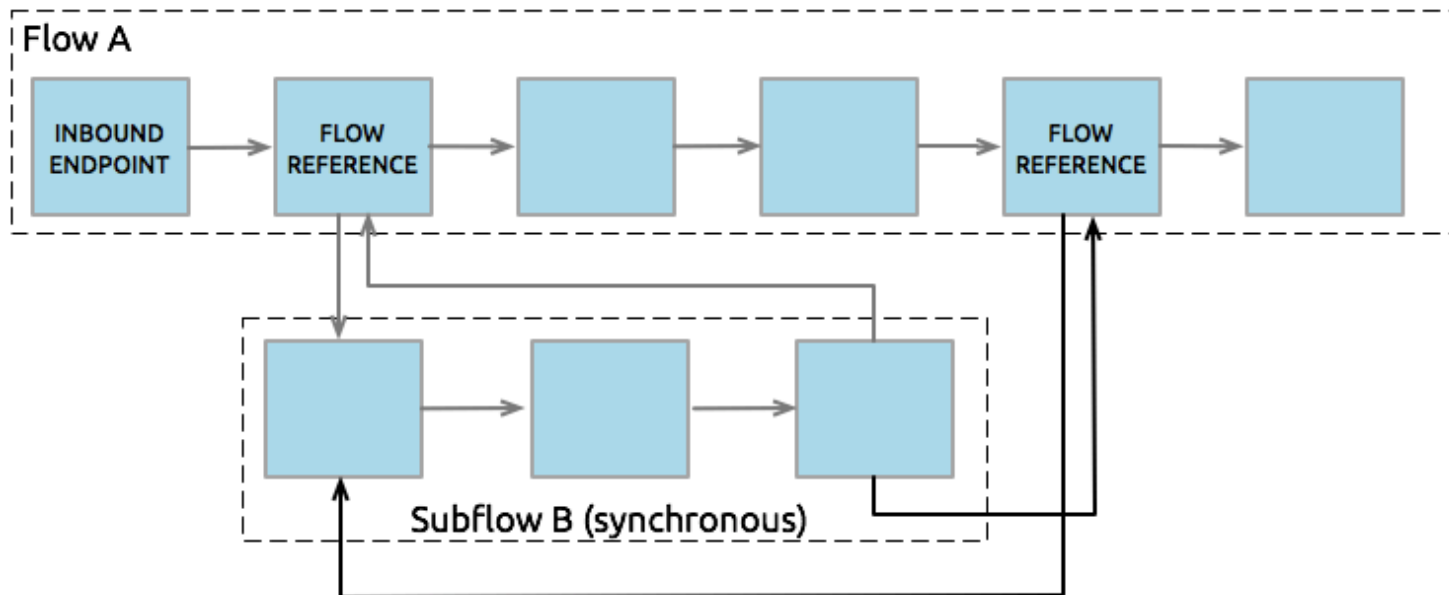 Flow A
INBOUND
ENDPOINT
FLOW
REFERENCE
FLOW
REFERENCE
Subflow B (synchronous)